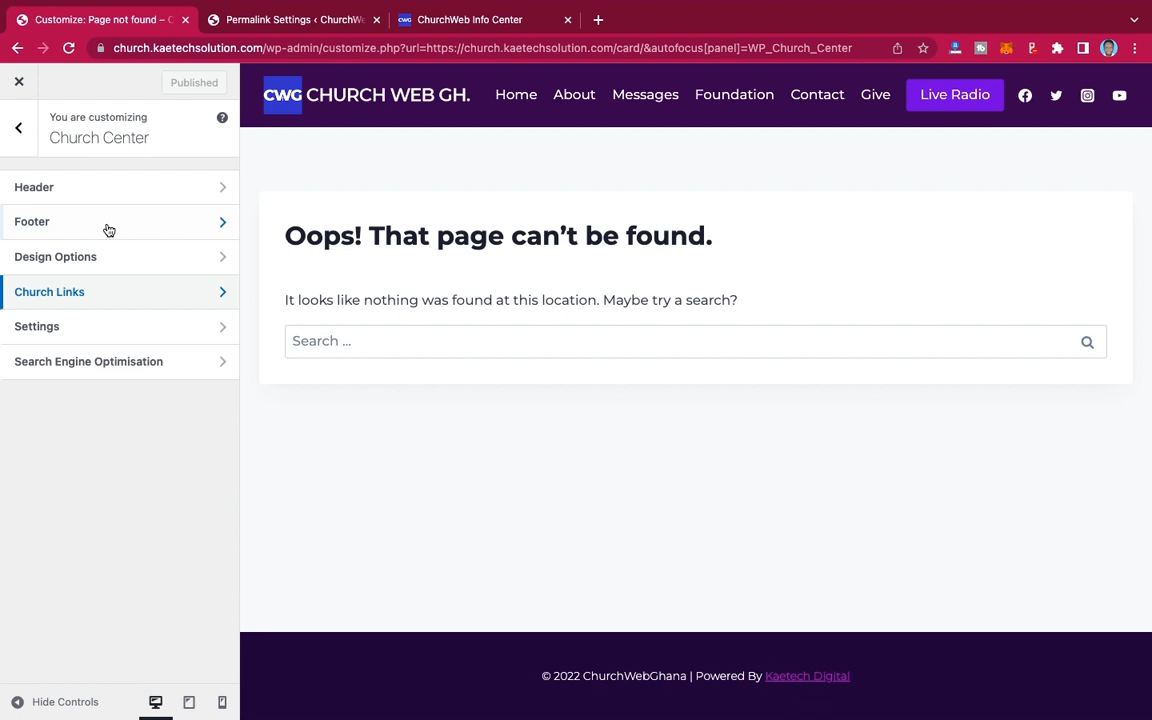 Customize: Page not found – C
Permalink Settings ‹ ChurchWe
CWG ChurchWeb Info Center
church.kaetechsolution.com/wp-admin/customize.php?url=https://church.kaetechsolution.com/card/&autofocus[panel]=WP_Church_Center
Published
You are customizing
Church Center
Header
Footer
Design Options
Church Links
Settings
Search Engine Optimisation
Hide Controls
CWG CHURCH WEB GH.
Home About Messages Foundation Contact Give Live Radio
Oops! That page can’t be found.
It looks like nothing was found at this location. Maybe try a search?
Search ...
© 2022 ChurchWebGhana | Powered By Kaetech Digital